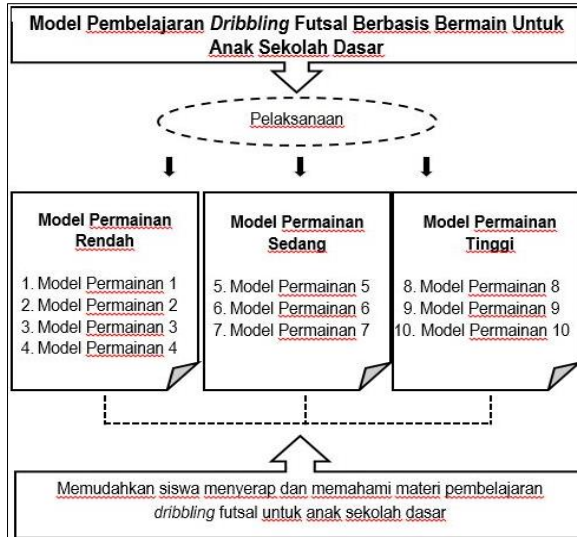 Model Pembelajaran Dribbling Futsal Berbasis Bermain Untuk
Anak Sekolah Dasar
Pelaksanaan
Model Permainan
Rendah
1. Model Permainan 1
2. Model Permainan 2
3. Model Permainan 3
4. Model Permainan 4
Model Permainan
Sedang
5. Model Permainan 5
6. Model Permainan 6
7. Model Permainan 7
Model Permainan
Tinggi
8. Model Permainan 8
9. Model Permainan 9
10. Model Permainan 10
Memudahkan siswa menyerap dan memahami materi pembelajaran
dribbling futsal untuk anak sekolah dasar